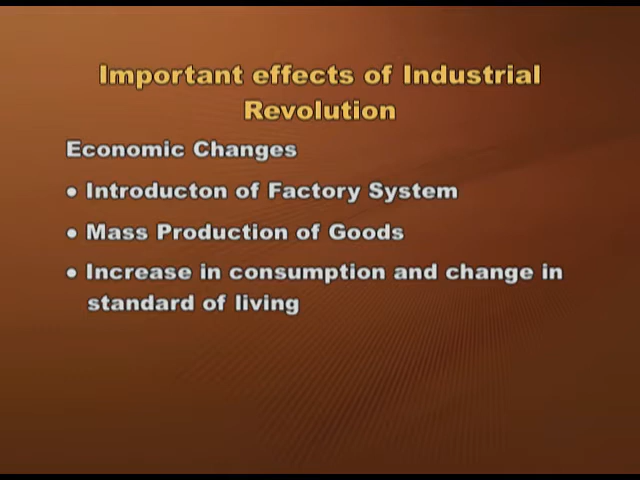 Important effects of Industrial
Revolution
Economic Changes
• Introducton of Factory System
• Mass Production of Goods
• Increase in consumption and change in
standard of living